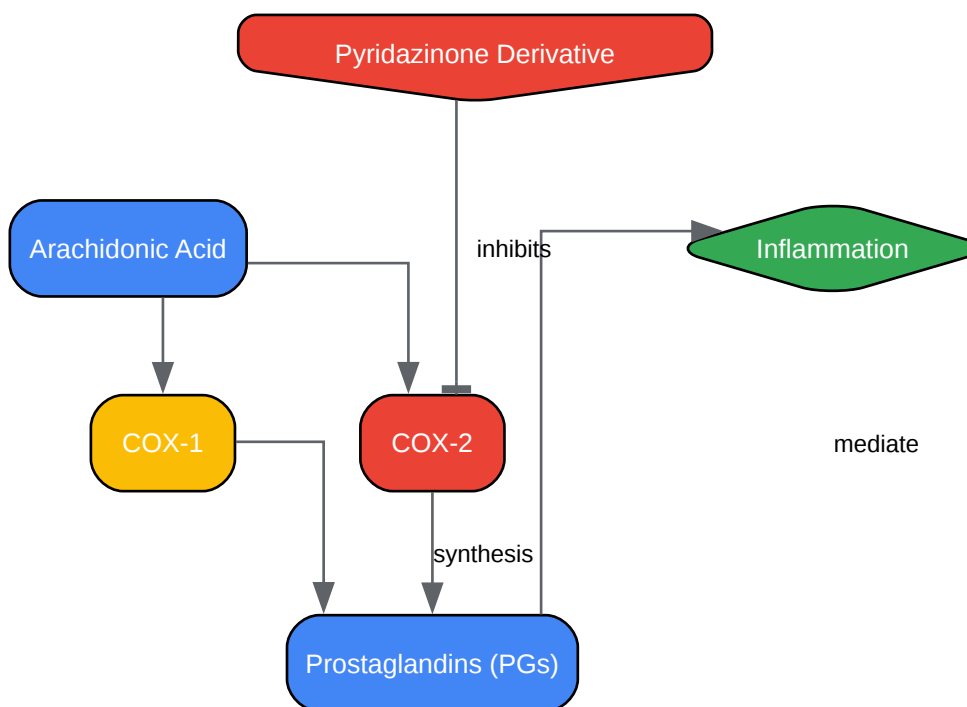 Pyridazinone Derivative
Arachidonic Acid
inhibits
Inflammation
COX-1
COX-2
mediate
synthesis
Prostaglandins (PGs)